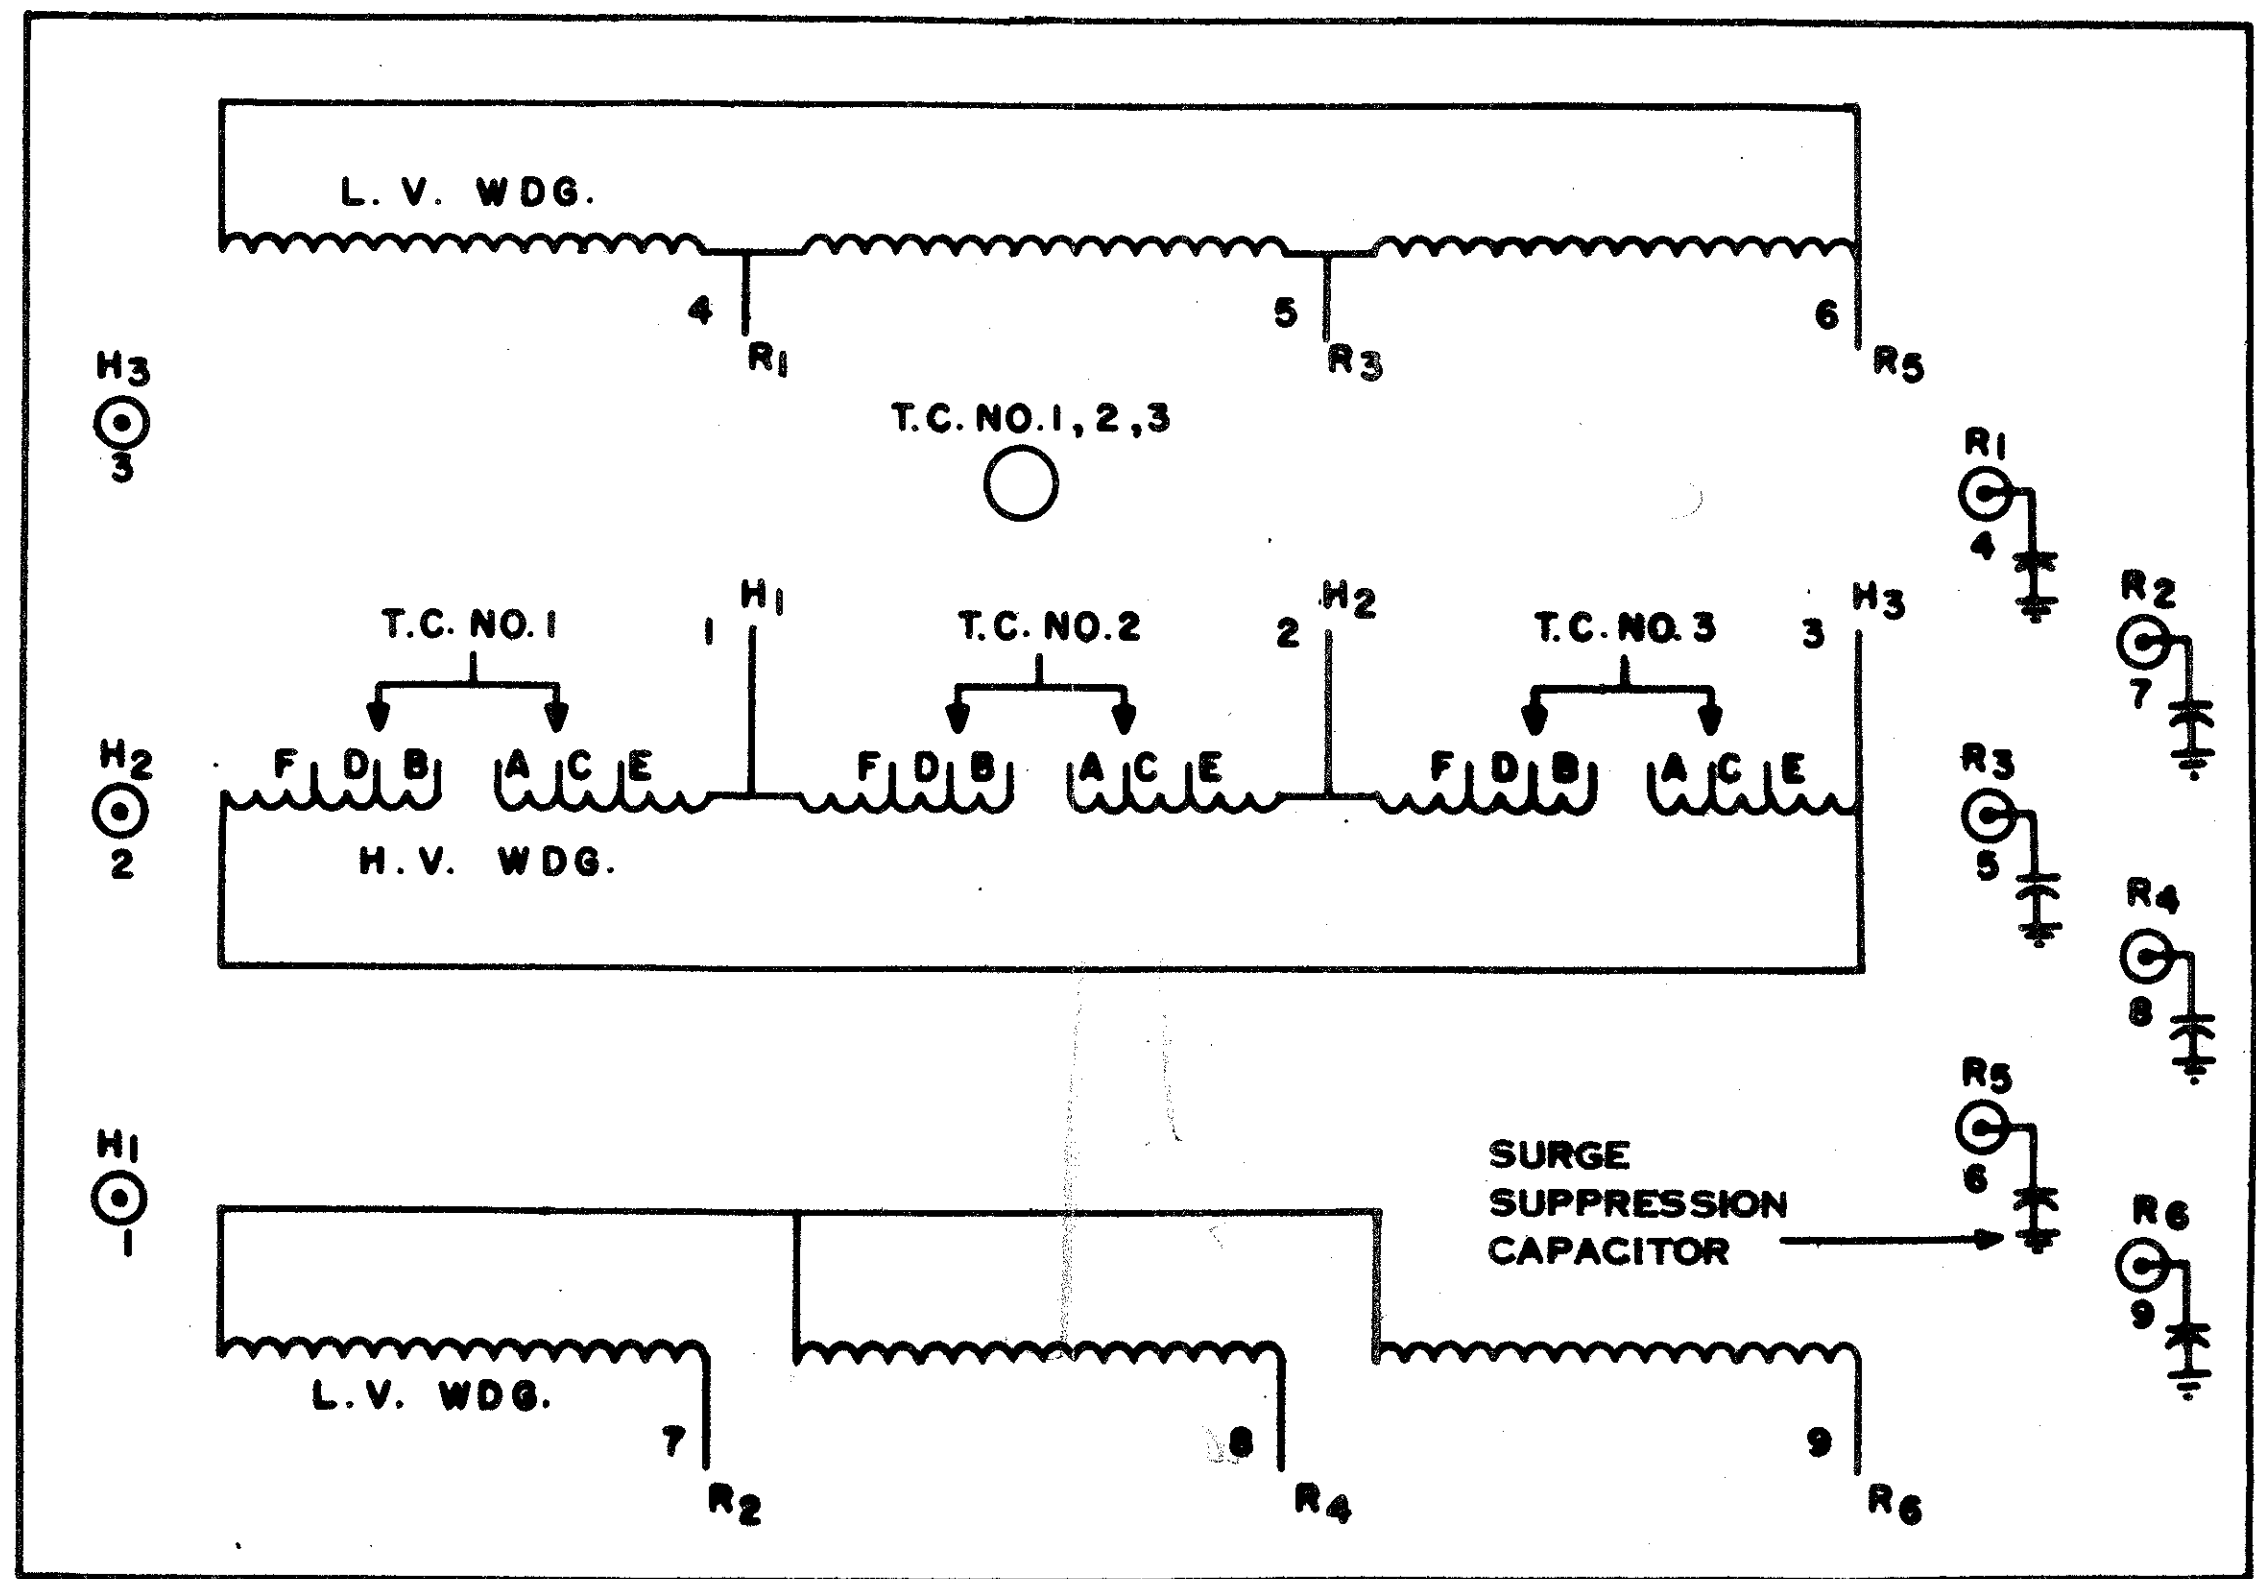 L. V. WDG.
4 5 6
R1 R3 R5
H3
3
T.C. NO. 1, 2, 3
R1
4
R2
7
T.C. NO. 1 1 H1 T.C. NO. 2 2 H2 T.C. NO. 3 3 H3
F D B A C E F D B A C E F D B A C E
H2
2
H. V. WDG.
R3
5
R4
8
H1
1
R5
6
SURGE
SUPPRESSION
CAPACITOR
R6
9
L. V. WDG.
7 8 9
R2 R4 R6